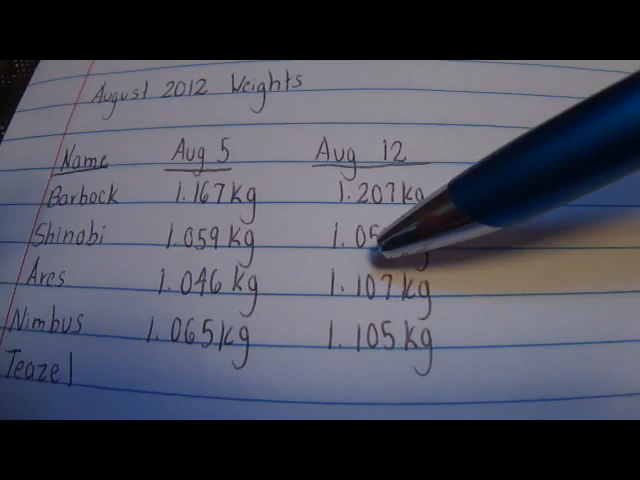 August 2012 Weights
Name Aug 5 Aug 12
Barbock 1.167kg 1.207kg
Shinobi 1.059kg
Ares 1.046kg 1.107kg
Nimbus 1.065kg 1.105kg
Teazel